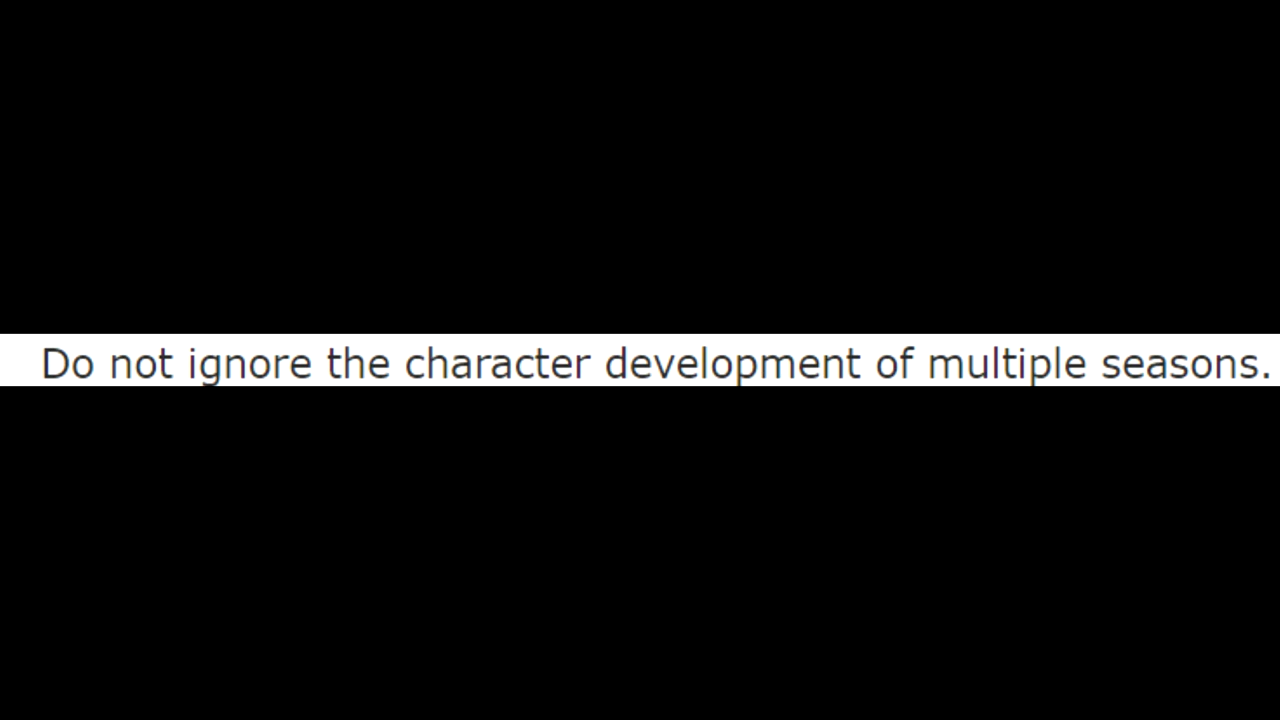 Do not ignore the character development of multiple seasons.